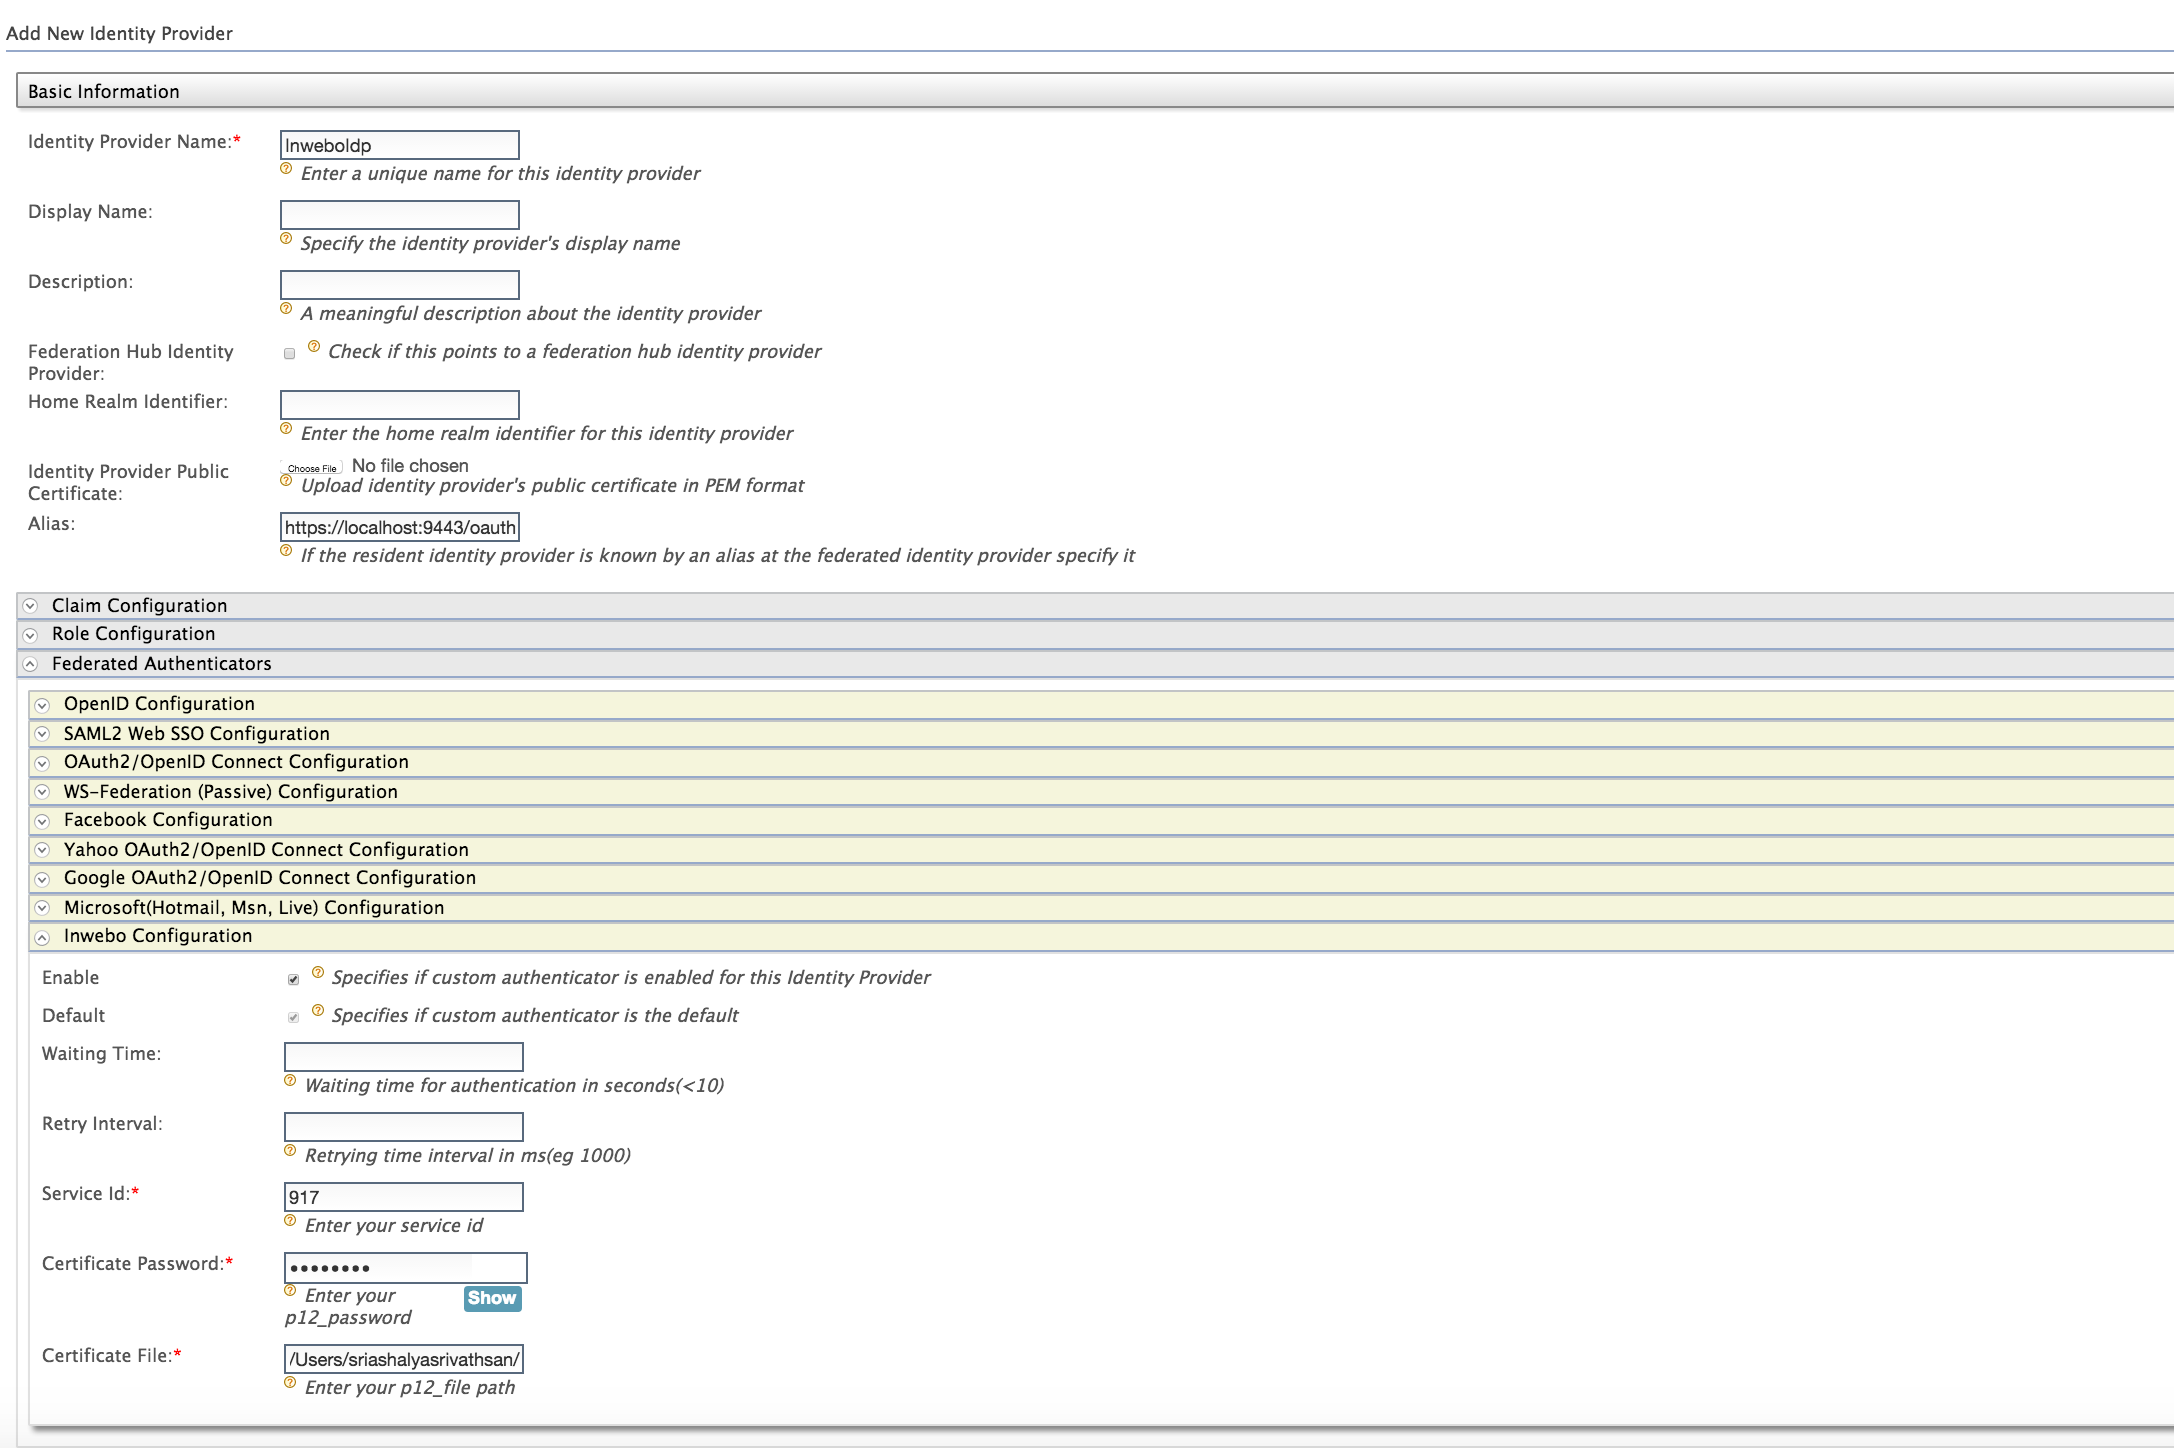 Add New Identity Provider
Basic Information
Identity Provider Name:*
InweboIdp
Enter a unique name for this identity provider
Display Name:
Specify the identity provider's display name
Description:
A meaningful description about the identity provider
Federation Hub Identity Provider:
Check if this points to a federation hub identity provider
Home Realm Identifier:
Enter the home realm identifier for this identity provider
Identity Provider Public Certificate:
Choose File No file chosen
Upload identity provider's public certificate in PEM format
Alias:
https://localhost:9443/oauth
If the resident identity provider is known by an alias at the federated identity provider specify it
Claim Configuration
Role Configuration
Federated Authenticators
OpenID Configuration
SAML2 Web SSO Configuration
OAuth2/OpenID Connect Configuration
WS-Federation (Passive) Configuration
Facebook Configuration
Yahoo OAuth2/OpenID Connect Configuration
Google OAuth2/OpenID Connect Configuration
Microsoft(Hotmail, Msn, Live) Configuration
Inwebo Configuration
Enable
Specifies if custom authenticator is enabled for this Identity Provider
Default
Specifies if custom authenticator is the default
Waiting Time:
Waiting time for authentication in seconds(<10)
Retry Interval:
Retrying time interval in ms(eg 1000)
Service Id:*
917
Enter your service id
Certificate Password:*
••••••••
Enter your p12_password
Show
Certificate File:*
/Users/sriashalyasrivathsan/
Enter your p12_file path